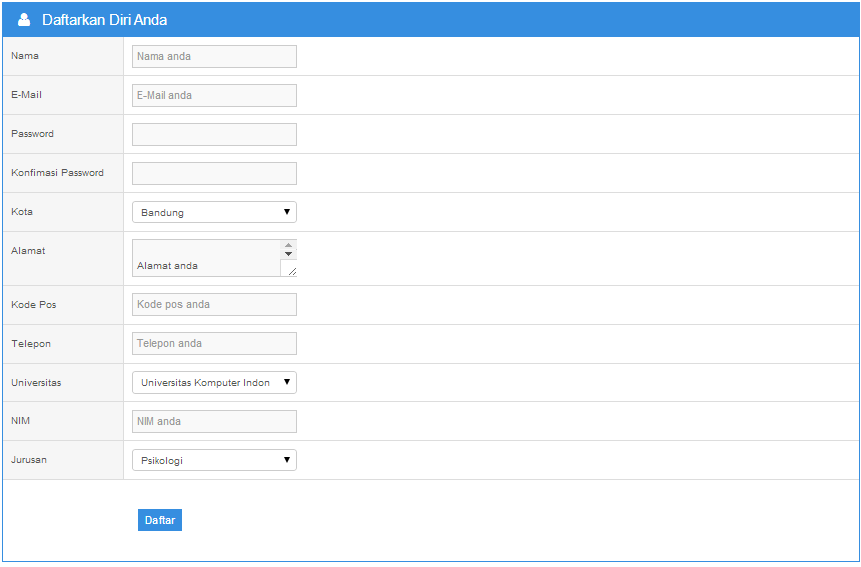 Daftarkan Diri Anda
Nama
Nama anda
E-Mail
E-Mail anda
Password
Konfimasi Password
Kota
Bandung
Alamat
Alamat anda
Kode Pos
Kode pos anda
Telepon
Telepon anda
Universitas
Universitas Komputer Indon
NIM
NIM anda
Jurusan
Psikologi
Daftar